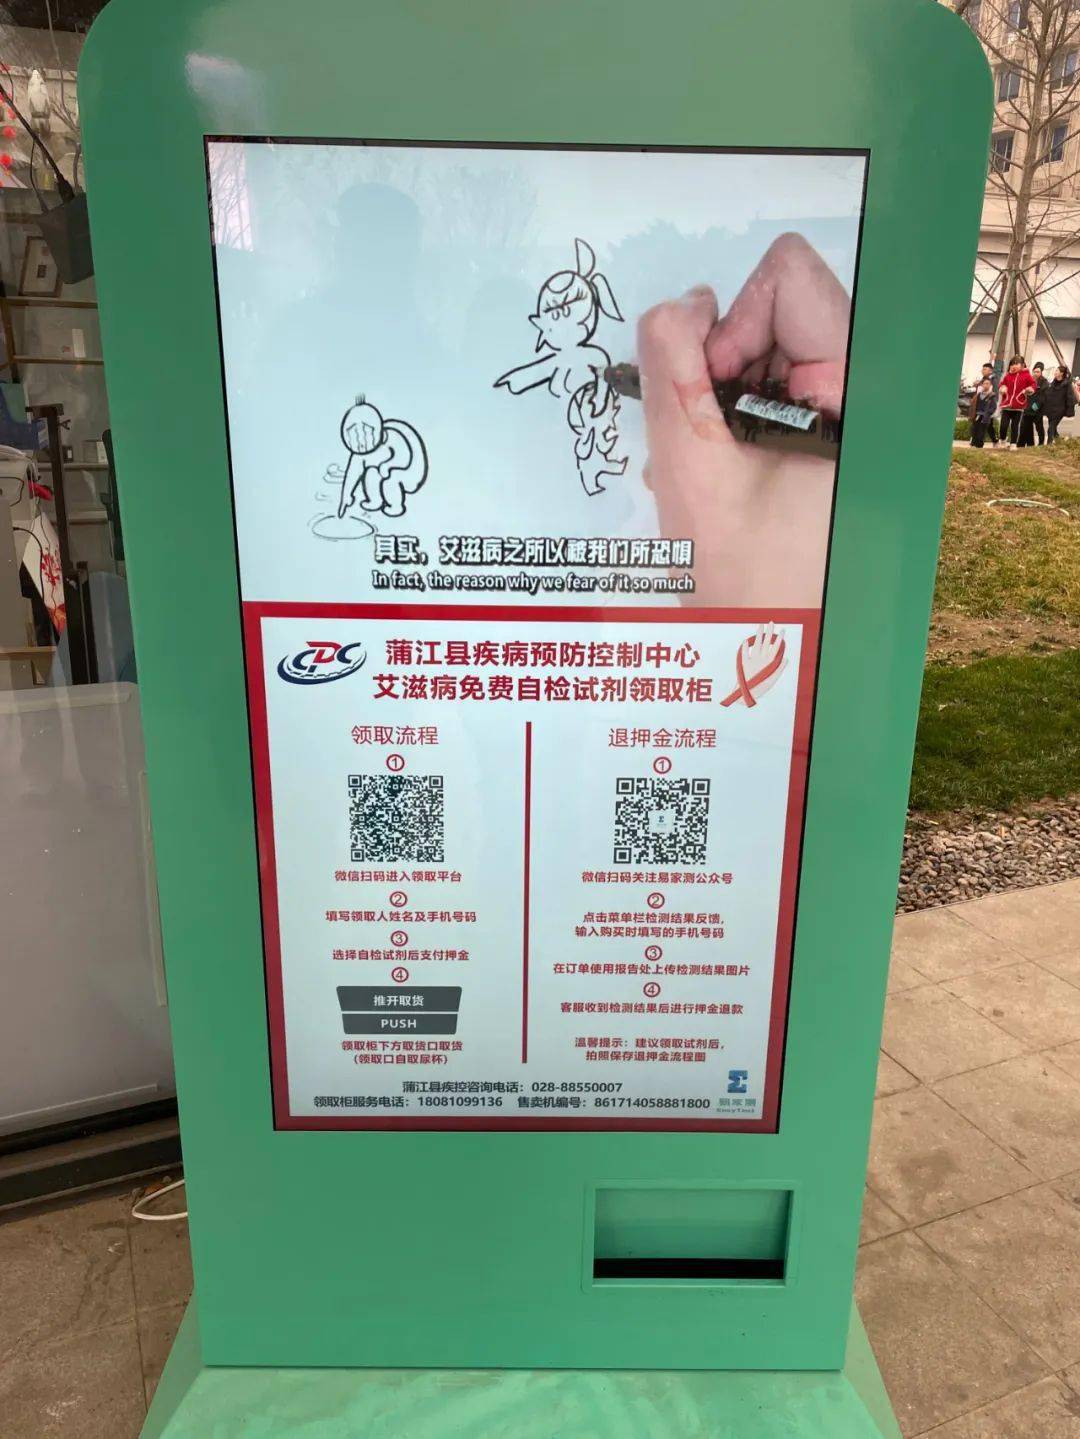 其实，艾滋病之所以被我们所恐惧
In fact, the reason why we fear of it so much
CDC
蒲江县疾病预防控制中心
艾滋病免费自检试剂领取柜
领取流程
①
微信扫码进入领取平台
②
填写领取人姓名及手机号码
③
选择自检试剂后支付押金
④
推开取货
PUSH
领取柜下方取货口取货
(领取口自取尿杯)
退押金流程
①
微信扫码关注易家测公众号
②
点击菜单栏检测结果反馈，
输入购买时填写的手机号码
③
在订单使用报告处上传检测结果图片
④
客服收到检测结果后进行押金退款
温馨提示：建议领取试剂后，
拍照保存退押金流程图
蒲江县疾控咨询电话：028-88550007
领取柜服务电话：18081099136 售卖机编号：861714058881800
易家测
EasyTest